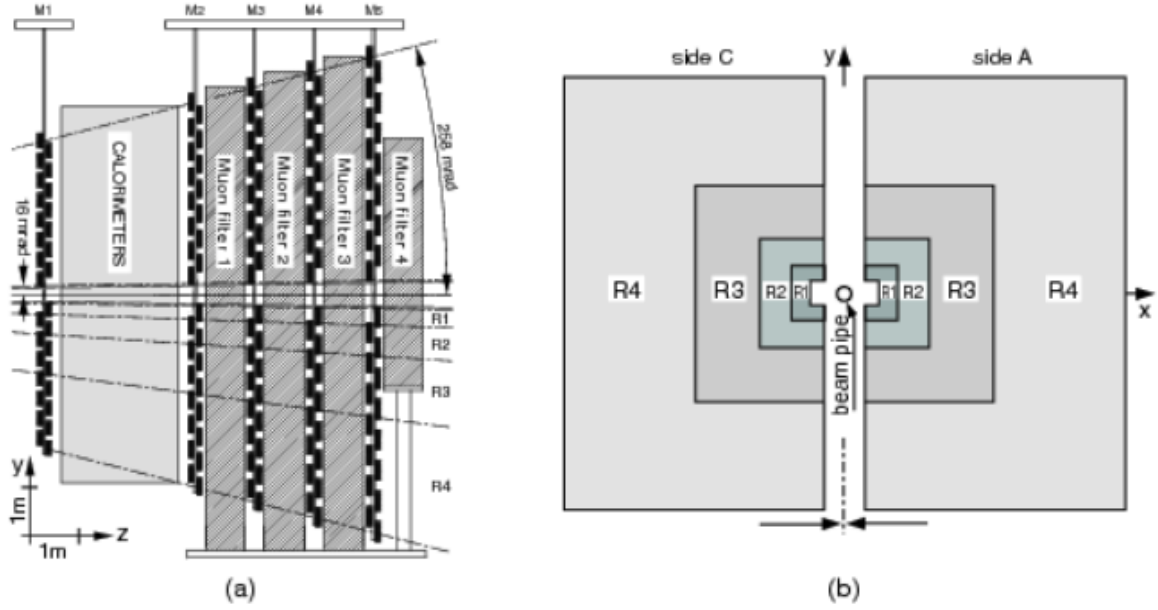 M1
M2
M3
M4
M5
16 mrad
CALORIMETERS
Muon filter 1
Muon filter 2
Muon filter 3
Muon filter 4
258 mrad
R1
R2
R3
R4
y
1m
1m
z
(a)
side C
y
side A
R4
R3
R2
R1
R1
R2
R3
R4
x
beam pipe
(b)